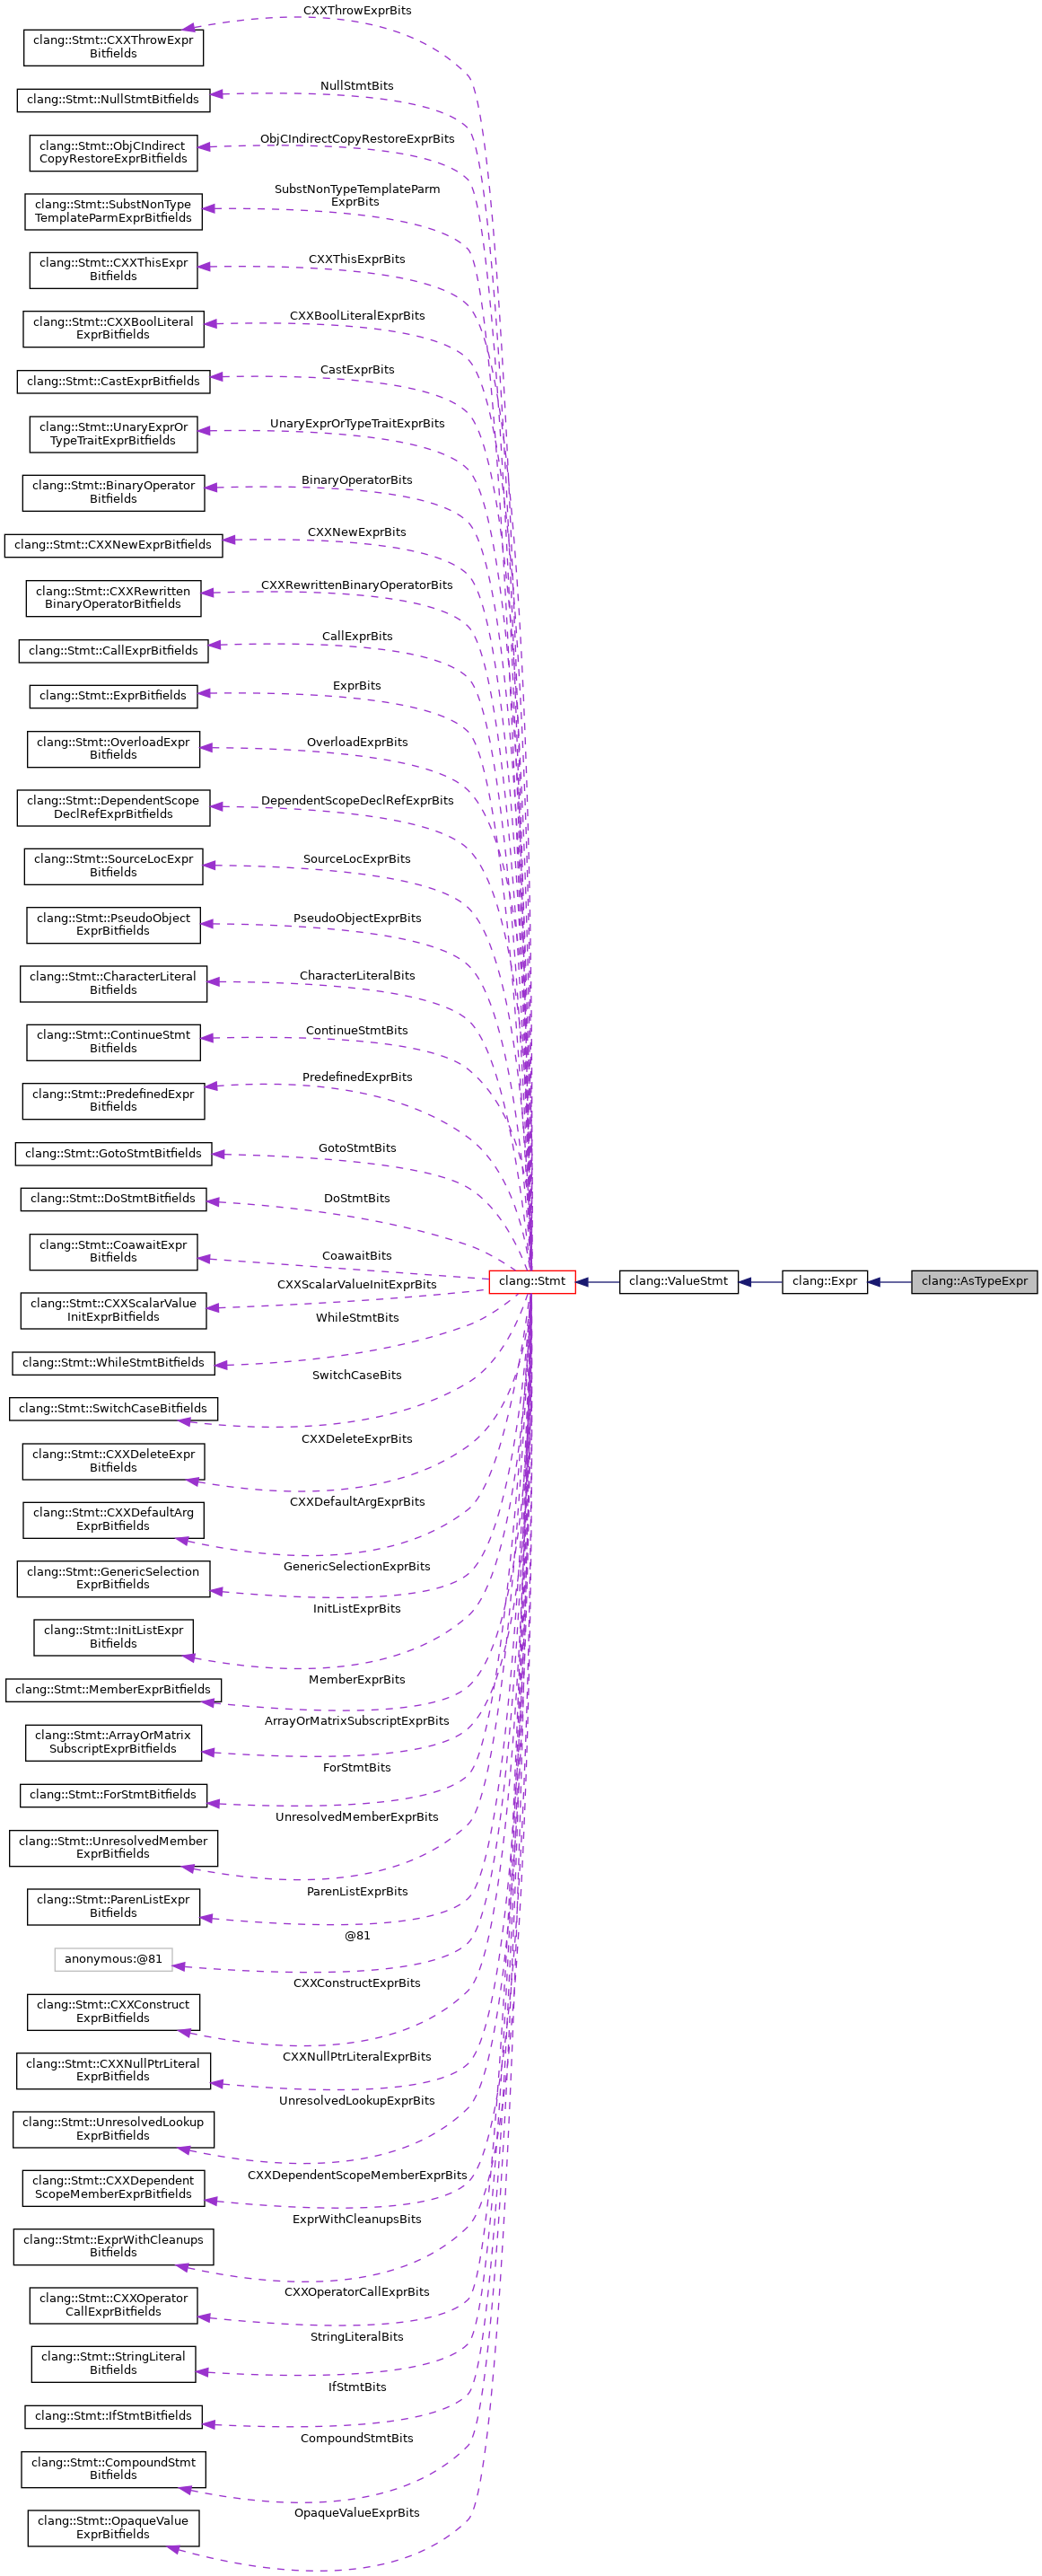 CXXThrowExprBits
clang::Stmt::CXXThrowExpr
Bitfields
NullStmtBits
clang::Stmt::NullStmtBitfields
ObjCIndirectCopyRestoreExprBits
clang::Stmt::ObjCIndirect
CopyRestoreExprBitfields
SubstNonTypeTemplateParm
ExprBits
clang::Stmt::SubstNonType
TemplateParmExprBitfields
CXXThisExprBits
clang::Stmt::CXXThisExpr
Bitfields
CXXBoolLiteralExprBits
clang::Stmt::CXXBoolLiteral
ExprBitfields
CastExprBits
clang::Stmt::CastExprBitfields
UnaryExprOrTypeTraitExprBits
clang::Stmt::UnaryExprOr
TypeTraitExprBitfields
BinaryOperatorBits
clang::Stmt::BinaryOperator
Bitfields
CXXNewExprBits
clang::Stmt::CXXNewExprBitfields
CXXRewrittenBinaryOperatorBits
clang::Stmt::CXXRewritten
BinaryOperatorBitfields
CallExprBits
clang::Stmt::CallExprBitfields
ExprBits
clang::Stmt::ExprBitfields
OverloadExprBits
clang::Stmt::OverloadExpr
Bitfields
DependentScopeDeclRefExprBits
clang::Stmt::DependentScope
DeclRefExprBitfields
SourceLocExprBits
clang::Stmt::SourceLocExpr
Bitfields
PseudoObjectExprBits
clang::Stmt::PseudoObject
ExprBitfields
CharacterLiteralBits
clang::Stmt::CharacterLiteral
Bitfields
ContinueStmtBits
clang::Stmt::ContinueStmt
Bitfields
PredefinedExprBits
clang::Stmt::PredefinedExpr
Bitfields
GotoStmtBits
clang::Stmt::GotoStmtBitfields
DoStmtBits
clang::Stmt::DoStmtBitfields
CoawaitBits
clang::Stmt::CoawaitExpr
Bitfields
clang::Stmt
clang::ValueStmt
clang::Expr
clang::AsTypeExpr
CXXScalarValueInitExprBits
clang::Stmt::CXXScalarValue
InitExprBitfields
WhileStmtBits
clang::Stmt::WhileStmtBitfields
SwitchCaseBits
clang::Stmt::SwitchCaseBitfields
CXXDeleteExprBits
clang::Stmt::CXXDeleteExpr
Bitfields
CXXDefaultArgExprBits
clang::Stmt::CXXDefaultArg
ExprBitfields
GenericSelectionExprBits
clang::Stmt::GenericSelection
ExprBitfields
InitListExprBits
clang::Stmt::InitListExpr
Bitfields
MemberExprBits
clang::Stmt::MemberExprBitfields
ArrayOrMatrixSubscriptExprBits
clang::Stmt::ArrayOrMatrix
SubscriptExprBitfields
ForStmtBits
clang::Stmt::ForStmtBitfields
UnresolvedMemberExprBits
clang::Stmt::UnresolvedMember
ExprBitfields
ParenListExprBits
clang::Stmt::ParenListExpr
Bitfields
@81
anonymous:@81
CXXConstructExprBits
clang::Stmt::CXXConstruct
ExprBitfields
CXXNullPtrLiteralExprBits
clang::Stmt::CXXNullPtrLiteral
ExprBitfields
UnresolvedLookupExprBits
clang::Stmt::UnresolvedLookup
ExprBitfields
CXXDependentScopeMemberExprBits
clang::Stmt::CXXDependent
ScopeMemberExprBitfields
ExprWithCleanupsBits
clang::Stmt::ExprWithCleanups
Bitfields
CXXOperatorCallExprBits
clang::Stmt::CXXOperator
CallExprBitfields
StringLiteralBits
clang::Stmt::StringLiteral
Bitfields
IfStmtBits
clang::Stmt::IfStmtBitfields
CompoundStmtBits
clang::Stmt::CompoundStmt
Bitfields
OpaqueValueExprBits
clang::Stmt::OpaqueValue
ExprBitfields